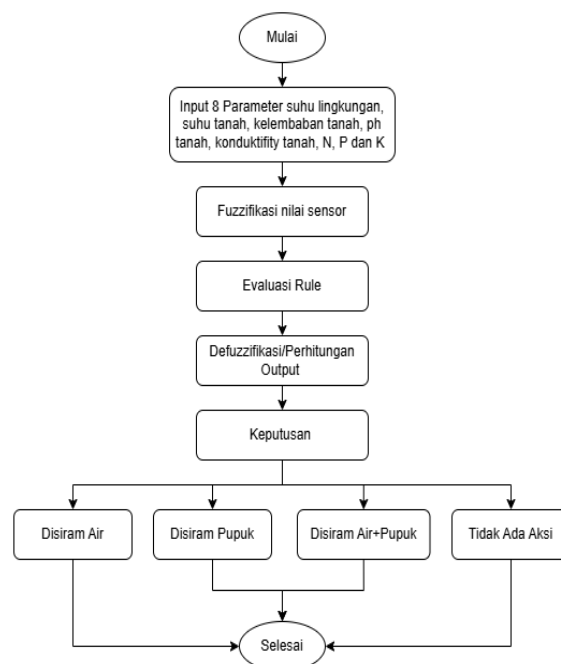 Mulai
Input 8 Parameter suhu lingkungan,
suhu tanah, kelembaban tanah, ph
tanah, konduktifity tanah, N, P dan K
Fuzzifikasi nilai sensor
Evaluasi Rule
Defuzzifikasi/Perhitungan
Output
Keputusan
Disiram Air
Disiram Pupuk
Disiram Air+Pupuk
Tidak Ada Aksi
Selesai